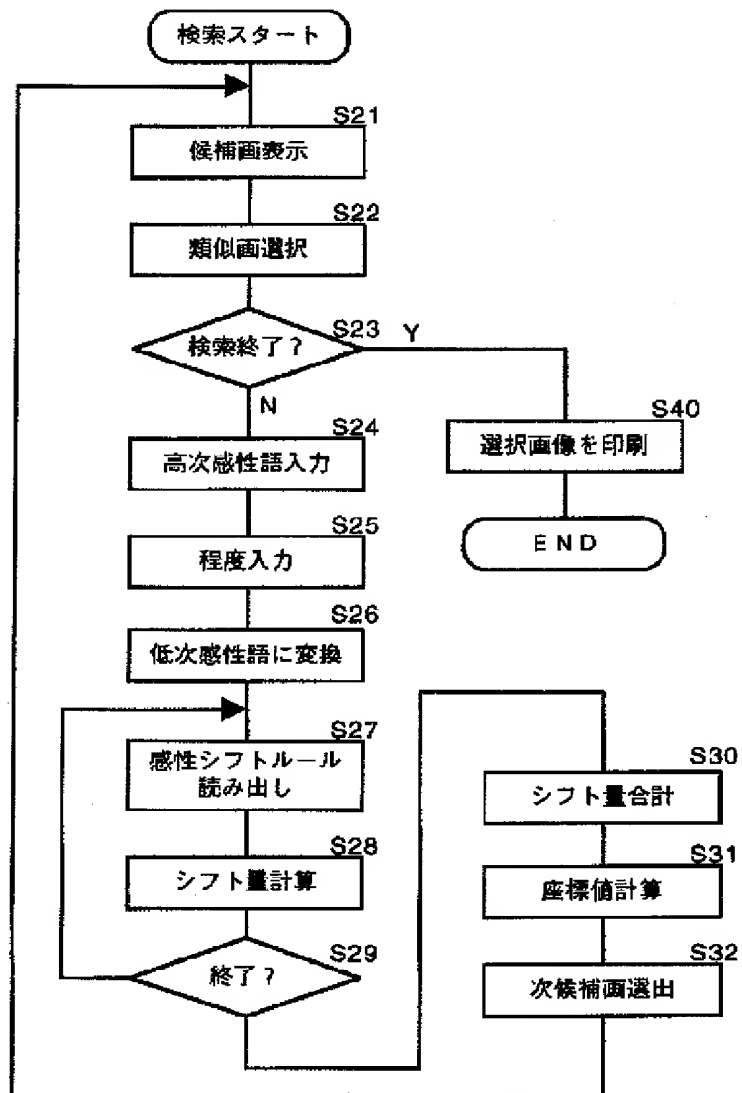 検索スタート
S21
候補画表示
S22
類似画選択
S23
検索終了？
Y
N
S40
選択画像を印刷
END
S24
高次感性語入力
S25
程度入力
S26
低次感性語に変換
S27
感性シフトルール
読み出し
S28
シフト量計算
S29
終了？
S30
シフト量合計
S31
座標値計算
S32
次候補画選出